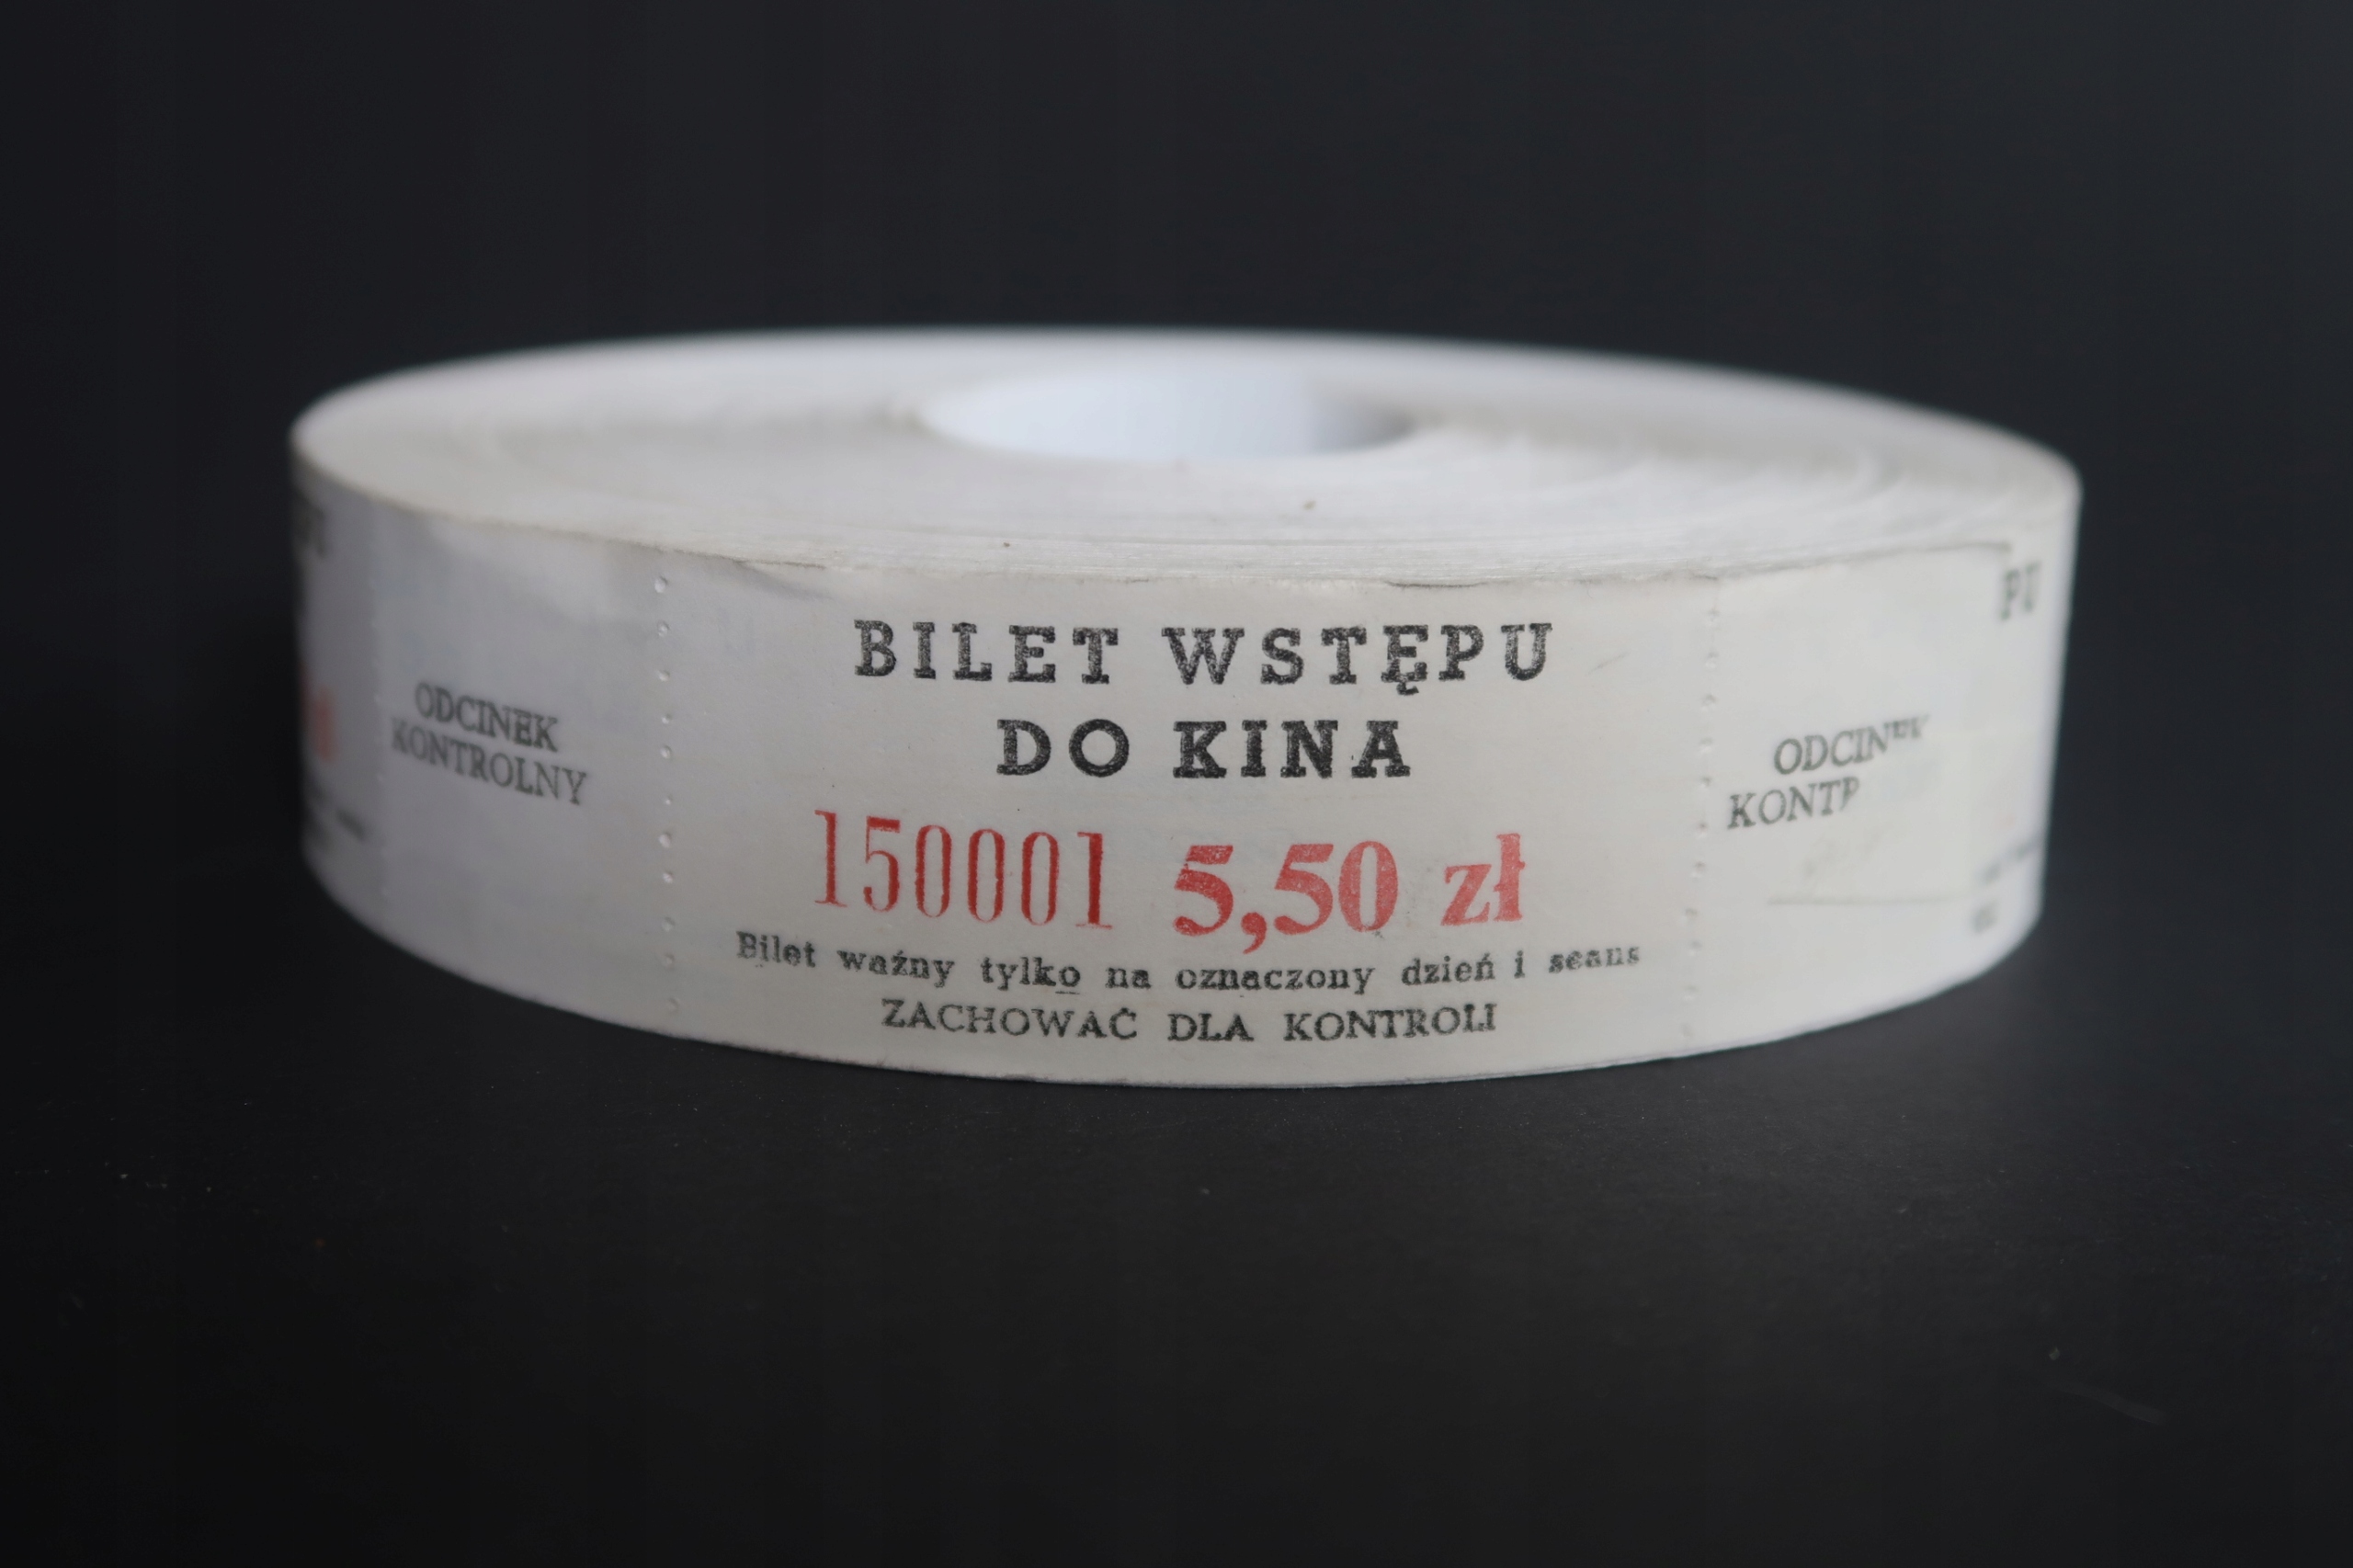 ODCINEK
KONTROLNY
BILET WSTĘPU
DO KINA
150001 5,50 zł
Bilet ważny tylko na oznaczony dzień i seans
ZACHOWAĆ DLA KONTROLI
PU